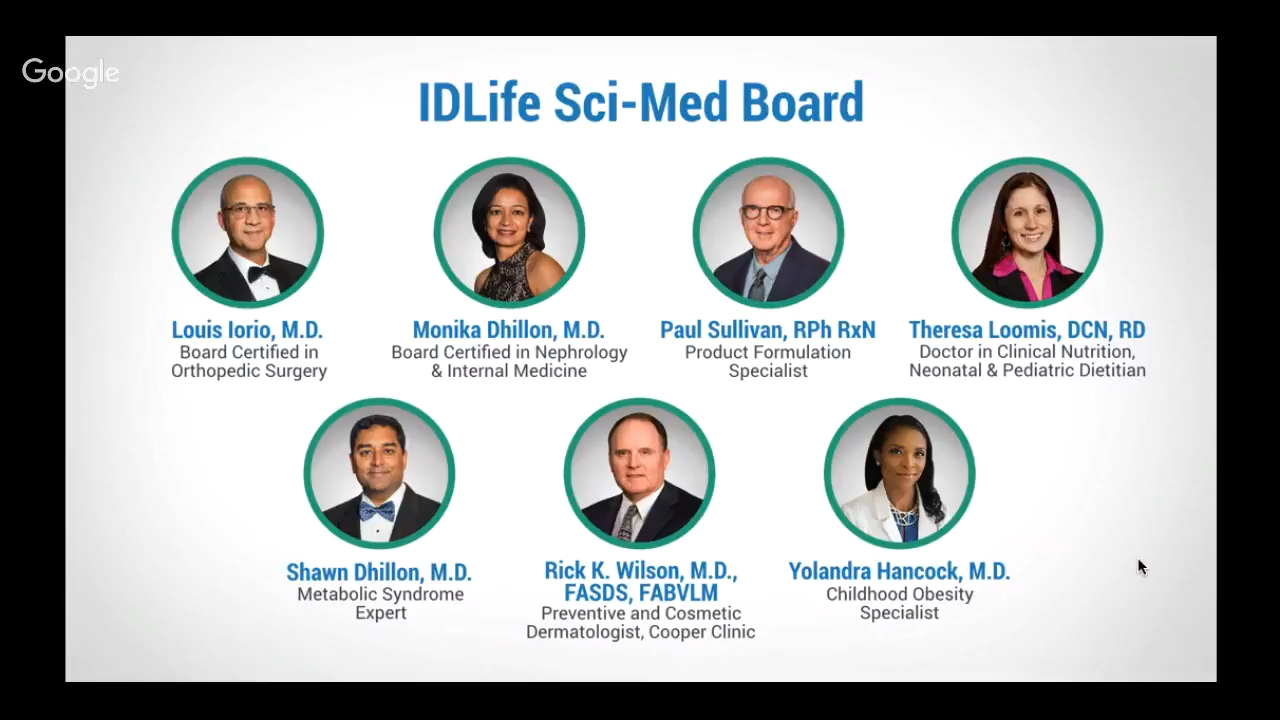 Google
IDLife Sci-Med Board
Louis Iorio, M.D.
Board Certified in
Orthopedic Surgery
Monika Dhillon, M.D.
Board Certified in Nephrology
& Internal Medicine
Paul Sullivan, RPh RxN
Product Formulation
Specialist
Theresa Loomis, DCN, RD
Doctor in Clinical Nutrition,
Neonatal & Pediatric Dietitian
Shawn Dhillon, M.D.
Metabolic Syndrome
Expert
Rick K. Wilson, M.D.,
FASDS, FABVLM
Preventive and Cosmetic
Dermatologist, Cooper Clinic
Yolandra Hancock, M.D.
Childhood Obesity
Specialist